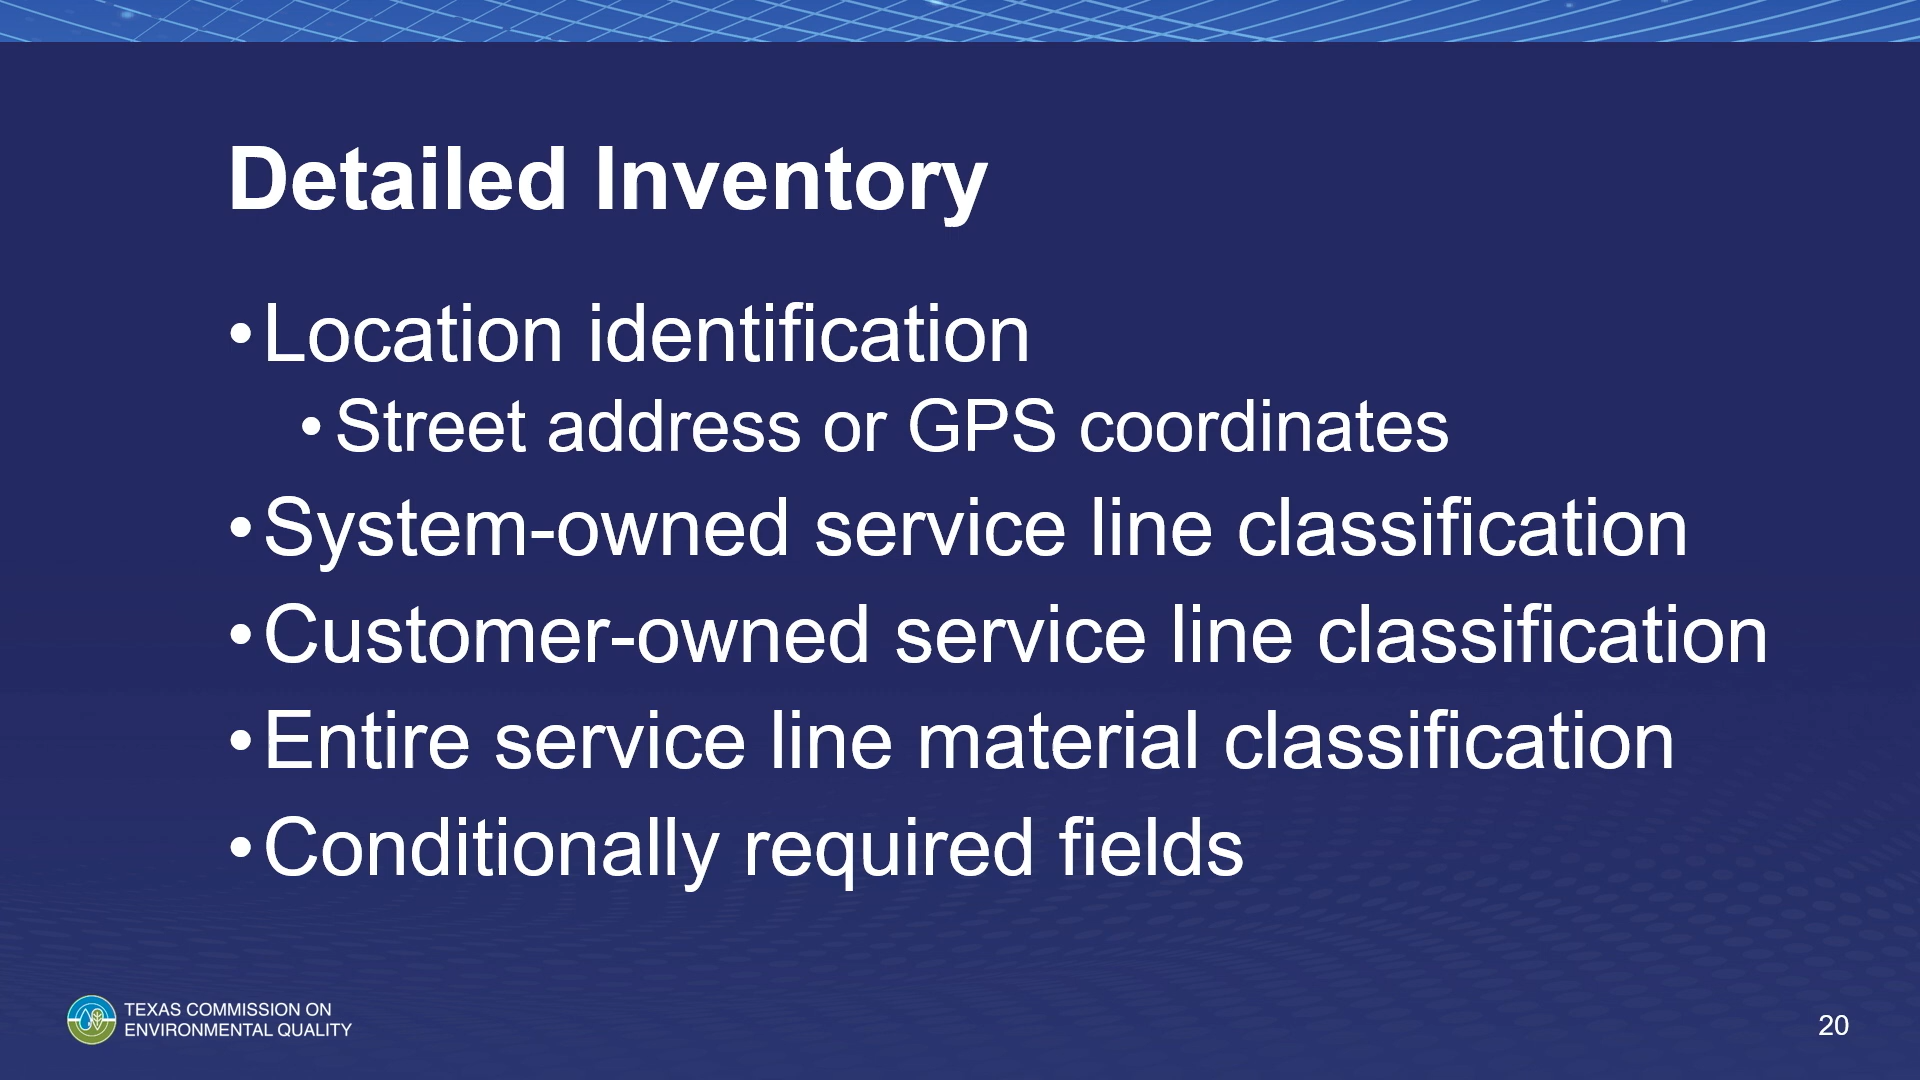 Detailed Inventory
•Location identification
•Street address or GPS coordinates
•System-owned service line classification
•Customer-owned service line classification
•Entire service line material classification
•Conditionally required fields
TEXAS COMMISSION ON
ENVIRONMENTAL QUALITY
20